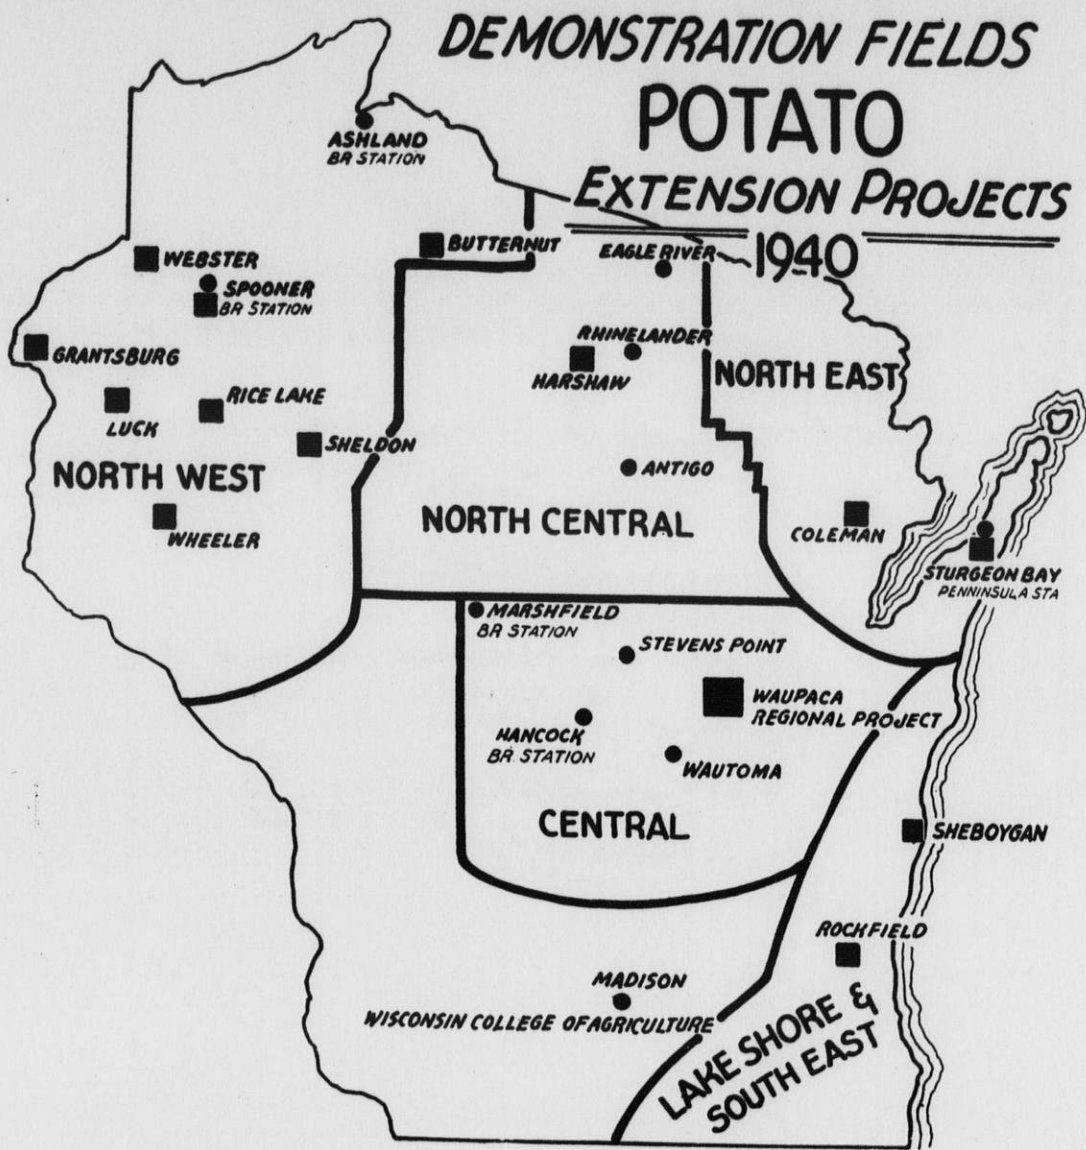 DEMONSTRATION FIELDS
POTATO
EXTENSION PROJECTS
1940
ASHLAND
BR STATION
BUTTERNUT
EAGLE RIVER
WEBSTER
SPOONER
BR STATION
GRANTSBURG
RHINELANDER
HARSHAW
NORTH EAST
LUCK
RICE LAKE
SHELDON
NORTH WEST
ANTIGO
WHEELER
NORTH CENTRAL
COLEMAN
STURGEON BAY
PENNINSULA STA
MARSHFIELD
BR STATION
STEVENS POINT
WAUPACA
REGIONAL PROJECT
HANCOCK
BR. STATION
WAUTOMA
CENTRAL
SHEBOYGAN
ROCKFIELD
MADISON
WISCONSIN COLLEGE OF AGRICULTURE
LAKE SHORE &
SOUTH EAST